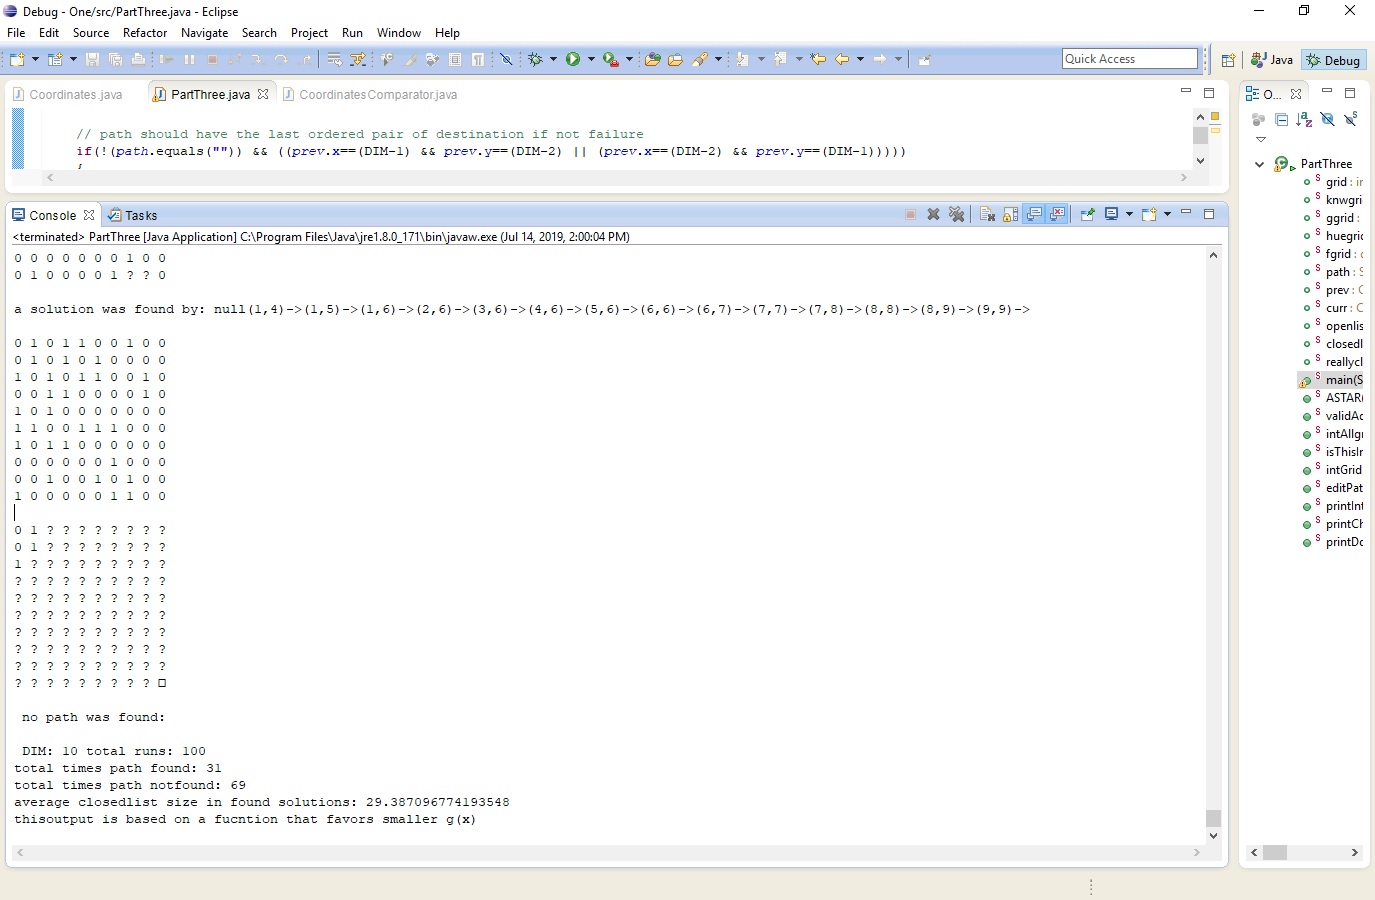 Debug - One/src/PartThree.java - Eclipse
File Edit Source Refactor Navigate Search Project Run Window Help
Quick Access
Java
Debug
Coordinates.java
PartThree.java
CoordinatesComparator.java
// path should have the last ordered pair of destination if not failure
if(!(path.equals("")) && ((prev.x==(DIM-1) && prev.y==(DIM-2) || (prev.x==(DIM-2) && prev.y==(DIM-1)))))
Console Tasks
<terminated> PartThree [Java Application] C:\Program Files\Java\jre1.8.0_171\bin\javaw.exe (Jul 14, 2019, 2:00:04 PM)
0 0 0 0 0 0 0 1 0 0
0 1 0 0 0 0 1 ? ? 0
a solution was found by: null(1,4)->(1,5)->(1,6)->(2,6)->(3,6)->(4,6)->(5,6)->(6,6)->(6,7)->(7,7)->(7,8)->(8,8)->(8,9)->(9,9)->
0 1 0 1 1 0 0 1 0 0
0 1 0 1 0 1 0 0 0 0
1 0 1 0 1 1 0 0 1 0
0 0 1 1 0 0 0 0 1 0
1 0 1 0 0 0 0 0 0 0
1 1 0 0 1 1 1 0 0 0
1 0 1 1 0 0 0 0 0 0
0 0 0 0 0 0 1 0 0 0
0 0 1 0 0 1 0 1 0 0
1 0 0 0 0 0 1 1 0 0
0 1 ? ? ? ? ? ? ? ?
0 1 ? ? ? ? ? ? ? ?
1 ? ? ? ? ? ? ? ? ?
? ? ? ? ? ? ? ? ? ?
? ? ? ? ? ? ? ? ? ?
? ? ? ? ? ? ? ? ? ?
? ? ? ? ? ? ? ? ? ?
? ? ? ? ? ? ? ? ? ?
? ? ? ? ? ? ? ? ? ?
? ? ? ? ? ? ? ? ? □
no path was found:
DIM: 10 total runs: 100
total times path found: 31
total times path notfound: 69
average closedlist size in found solutions: 29.387096774193548
thisoutput is based on a fucntion that favors smaller g(x)
O...
PartThree
grid : in
knwgri
ggrid :
huegric
fgrid : d
path : S
prev : C
curr : C
openlis
closedl
reallycl
main(S
ASTAR(
validAc
intAllgr
isThisIn
intGrid
editPat
printInt
printCh
printDo